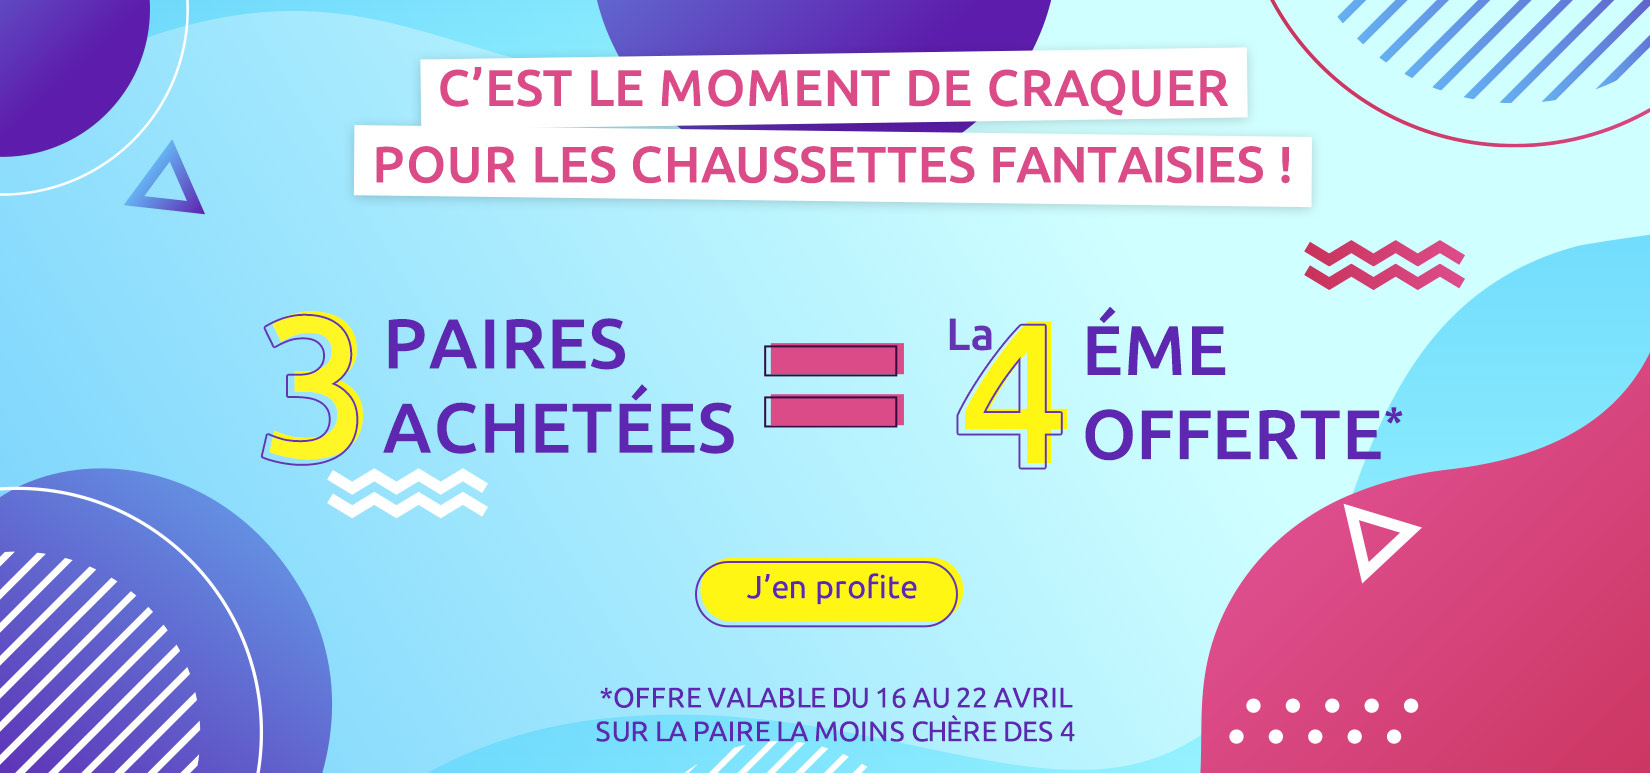 C’EST LE MOMENT DE CRAQUER
POUR LES CHAUSSETTES FANTAISIES !
3 PAIRES ACHETÉES
=
La 4 ÉME OFFERTE*
J’en profite
*OFFRE VALABLE DU 16 AU 22 AVRIL
SUR LA PAIRE LA MOINS CHÈRE DES 4